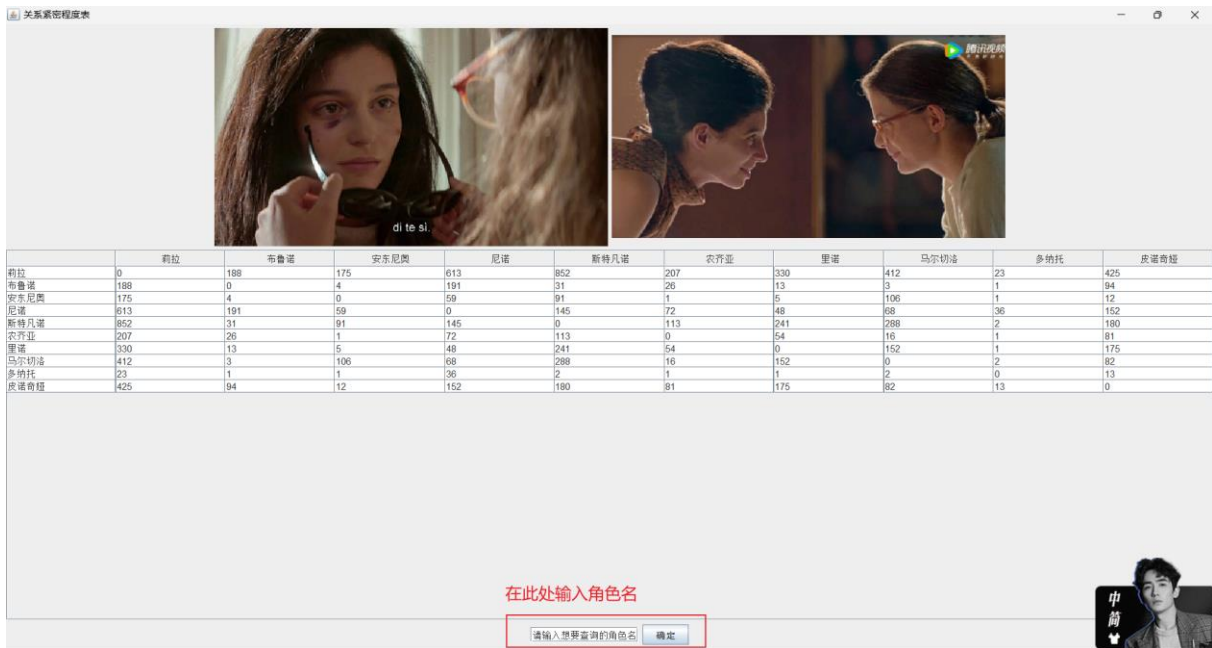 关系紧密程度表
腾讯视频
di te sì.
莉拉 布鲁诺 安东尼奥 尼诺 斯特凡诺 农齐亚 里诺 马尔切洛 多纳托 皮诺奇娅
莉拉 0 188 175 613 852 207 330 412 23 425
布鲁诺 188 0 4 191 31 26 13 3 1 94
安东尼奥 175 4 0 59 91 1 5 106 1 12
尼诺 613 191 59 0 145 72 48 68 36 152
斯特凡诺 852 31 91 145 0 113 241 288 2 180
农齐亚 207 26 1 72 113 0 54 16 1 81
里诺 330 13 5 48 241 54 0 152 1 175
马尔切洛 412 3 106 68 288 16 152 0 2 82
多纳托 23 1 1 36 2 1 1 2 0 13
皮诺奇娅 425 94 12 152 180 81 175 82 13 0
在此处输入角色名
请输入想要查询的角色名 确定
中
简